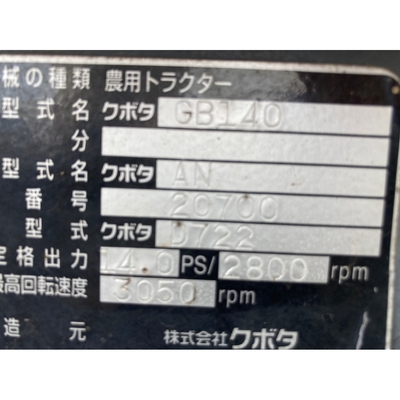 械の種類 農用トラクター
型式名 クボタ GB140
分
型式名 クボタ AN
番号 20700
型式 クボタ D722
定格出力 14.0 PS/2800 rpm
最高回転速度 3050 rpm
造元 株式会社クボタ